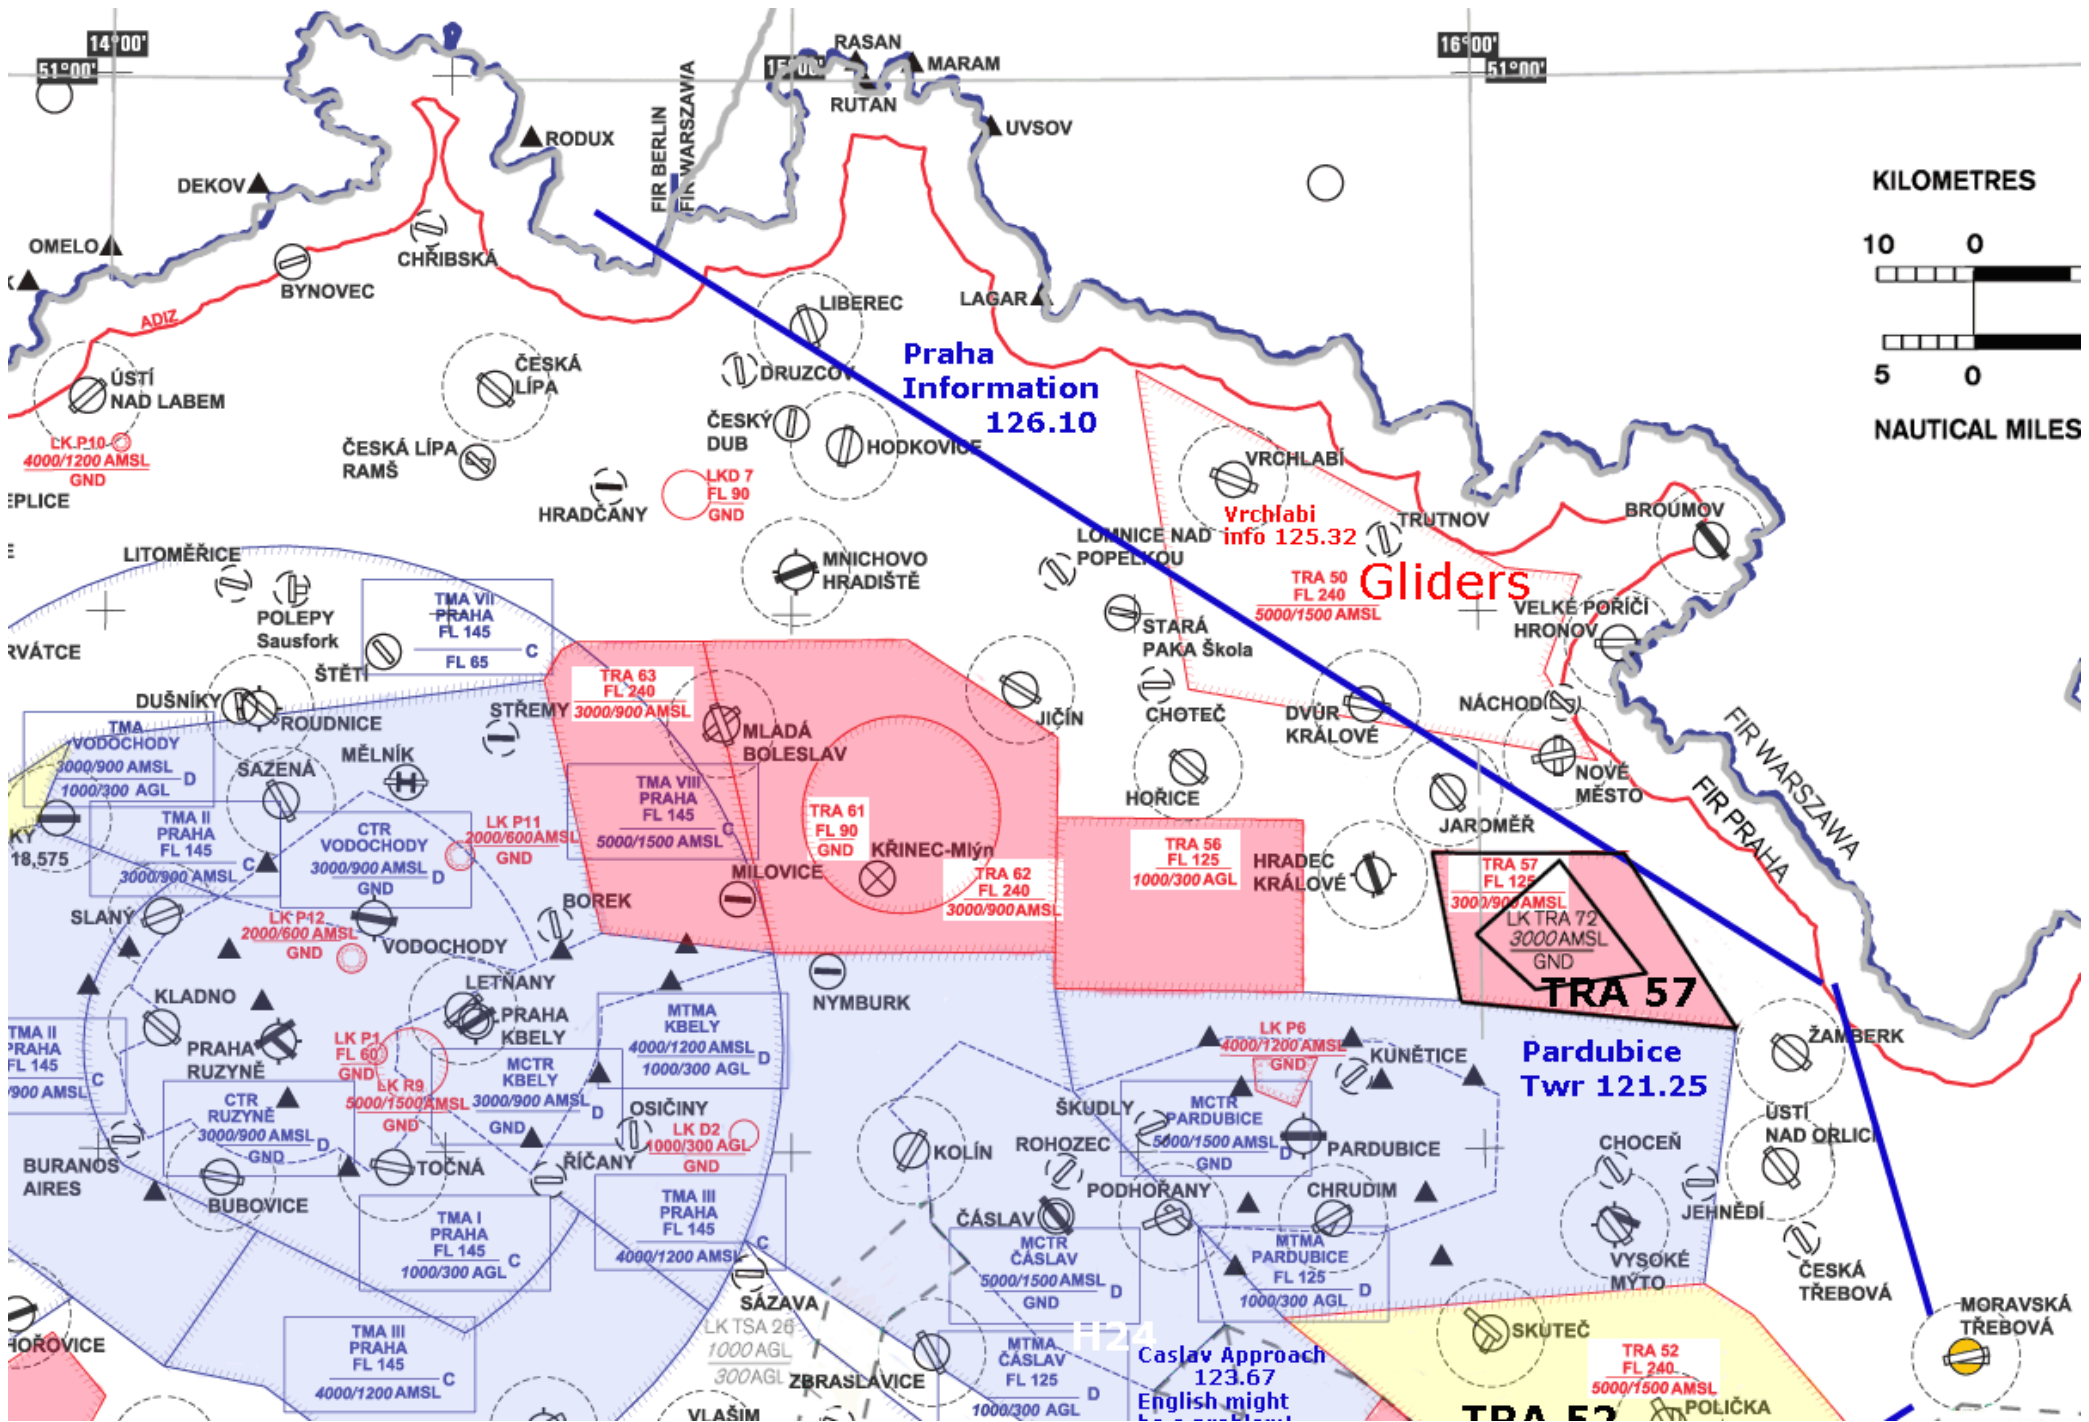 14°00'
51°00'
15°00'
16°00'
51°00'
RASAN
MARAM
RUTAN
UVSOV
RODUX
FIR BERLIN
FIR WARSZAWA
DEKOV
OMELO
KILOMETRES
10 0
5 0
NAUTICAL MILES
CHŘIBSKÁ
BYNOVEC
ADIZ
LIBEREC
LAGAR
ÚSTÍ
NAD LABEM
ČESKÁ
LÍPA
DRUZCOV
Praha
Information
126.10
LK P10
4000/1200 AMSL
GND
ČESKÁ LÍPA
RAMŠ
ČESKÝ
DUB
HODKOVICE
EPLICE
HRADČANY
LKD 7
FL 90
GND
VRCHLABÍ
Vrchlabi
info 125.32
TRUTNOV
BROUMOV
LITOMĚŘICE
MNICHOVO
HRADIŠTĚ
LOMNICE NAD
POPELKOU
TRA 50
FL 240
5000/1500 AMSL
Gliders
POLEPY
Sausfork
TMA VII
PRAHA
FL 145
FL 65
C
ŠTĚTÍ
RVÁTCE
STARÁ
PAKA Škola
VELKÉ POŘÍČÍ
HRONOV
DUŠNÍKY
ROUDNICE
STŘEMY
TRA 63
FL 240
3000/900 AMSL
JIČÍN
CHOTEČ
DVŮR
KRÁLOVÉ
NÁCHOD
TMA
VODOCHODY
3000/900 AMSL
1000/300 AGL
D
SAZENÁ
MĚLNÍK
H
MLADÁ
BOLESLAV
FIR WARSZAWA
FIR PRAHA
HOŘICE
NOVÉ
MĚSTO
JAROMĚŘ
KY
18,575
TMA II
PRAHA
FL 145
3000/900 AMSL
C
CTR
VODOCHODY
3000/900 AMSL
GND
D
LK P11
2000/600AMSL
GND
TMA VIII
PRAHA
FL 145
5000/1500 AMSL
C
TRA 61
FL 90
GND
KŘINEC-Mlýn
TRA 62
FL 240
3000/900AMSL
TRA 56
FL 125
1000/300 AGL
HRADEC
KRÁLOVÉ
TRA 57
FL 125
3000/900AMSL
LK TRA 72
3000AMSL
GND
TRA 57
MILOVICE
SLANÝ
LK P12
2000/600 AMSL
GND
VODOCHODY
BOREK
LETŇANY
PRAHA
KBELY
NYMBURK
KLADNO
PRAHA
RUZYNĚ
LK P1
FL 60
GND
LK R9
5000/1500AMSL
GND
MCTR
KBELY
3000/900 AMSL
GND
D
MTMA
KBELY
4000/1200 AMSL
1000/300 AGL
D
TMA II
PRAHA
FL 145
/900 AMSL
C
LK P6
4000/1200 AMSL
GND
KUNĚTICE
Pardubice
Twr 121.25
ŽAMBERK
CTR
RUZYNĚ
3000/900 AMSL
GND
D
OSIČINY
LK D2
1000/300 AGL
GND
ŘÍČANY
TOČNÁ
BURANOS
AIRES
BUBOVICE
KOLÍN
ŠKUDLY
ROHOZEC
MCTR
PARDUBICE
5000/1500 AMSL
GND
D
PARDUBICE
ÚSTÍ
NAD ORLICÍ
CHOCEŇ
PODHOŘANY
CHRUDIM
JEHNĚDÍ
TMA I
PRAHA
FL 145
1000/300 AGL
C
TMA III
PRAHA
FL 145
4000/1200 AMSL
C
ČÁSLAV
MCTR
ČÁSLAV
5000/1500 AMSL
GND
D
MTMA
PARDUBICE
FL 125
1000/300 AGL
D
VYSOKÉ
MÝTO
ČESKÁ
TŘEBOVÁ
HOŘOVICE
TMA III
PRAHA
FL 145
4000/1200 AMSL
C
SÁZAVA
LK TSA 26
1000 AGL
300AGL
ZBRASLAVICE
MTMA
ČÁSLAV
FL 125
1000/300 AGL
D
H24
Caslav Approach
123.67
English might
be a problem!
SKUTEČ
TRA 52
FL 240
5000/1500 AMSL
TRA 52
POLIČKA
MORAVSKÁ
TŘEBOVÁ
VLAŠIM